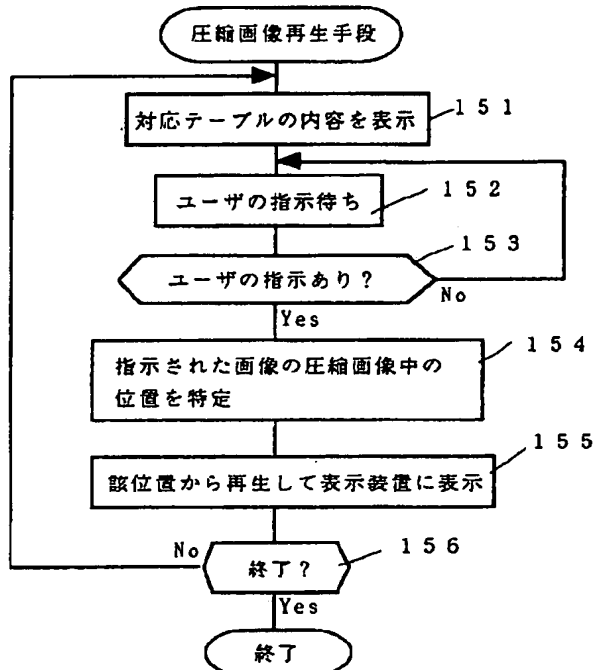 圧縮画像再生手段
対応テーブルの内容を表示
151
ユーザの指示待ち
152
ユーザの指示あり?
153
No
Yes
指示された画像の圧縮画像中の
位置を特定
154
該位置から再生して表示装置に表示
155
No
終了?
156
Yes
終了